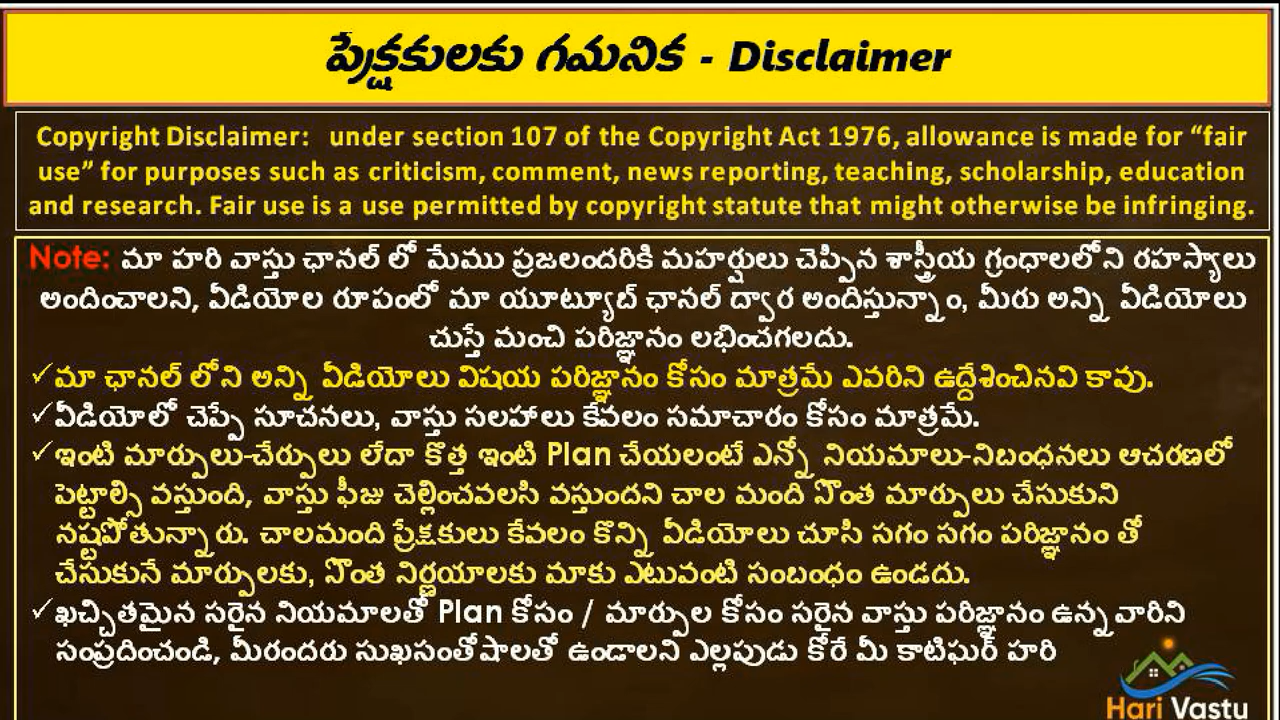 ప్రేక్షకులకు గమనిక - Disclaimer
Copyright Disclaimer: under section 107 of the Copyright Act 1976, allowance is made for “fair
use” for purposes such as criticism, comment, news reporting, teaching, scholarship, education
and research. Fair use is a use permitted by copyright statute that might otherwise be infringing.
Note: మా హరి వాస్తు ఛానల్ లో మేము ప్రజలందరికి మహర్షులు చెప్పిన శాస్త్రీయ గ్రంధాలలోని రహస్యాలు
అందించాలని, వీడియోల రూపంలో మా యూట్యూబ్ ఛానల్ ద్వార అందిస్తున్నాం, మీరు అన్ని వీడియోలు
చుస్తే మంచి పరిజ్ఞానం లభించగలదు.
✓మా ఛానల్ లోని అన్ని వీడియోలు విషయ పరిజ్ఞానం కోసం మాత్రమే ఎవరిని ఉద్దేశించినవి కావు.
✓వీడియోలో చెప్పే సూచనలు, వాస్తు సలహాలు కేవలం సమాచారం కోసం మాత్రమే.
✓ఇంటి మార్పులు-చేర్పులు లేదా కొత్త ఇంటి Plan చేయలంటే ఎన్నో నియమాలు-నిబంధనలు ఆచరణలో
పెట్టాల్సి వస్తుంది, వాస్తు ఫీజు చెల్లించవలసి వస్తుందని చాల మంది సొంత మార్పులు చేసుకుని
నష్టపోతున్నారు. చాలమంది ప్రేక్షకులు కేవలం కొన్ని వీడియోలు చూసి సగం సగం పరిజ్ఞానం తో
చేసుకునే మార్పులకు, సొంత నిర్ణయాలకు మాకు ఎటువంటి సంబంధం ఉండదు.
✓ఖచ్చితమైన సరైన నియమాలతో Plan కోసం / మార్పుల కోసం సరైన వాస్తు పరిజ్ఞానం ఉన్నవారిని
సంప్రదించండి, మీరందరు సుఖసంతోషాలతో ఉండాలని ఎల్లపుడు కోరే మీ కాటిఘర్ హరి
Hari Vastu